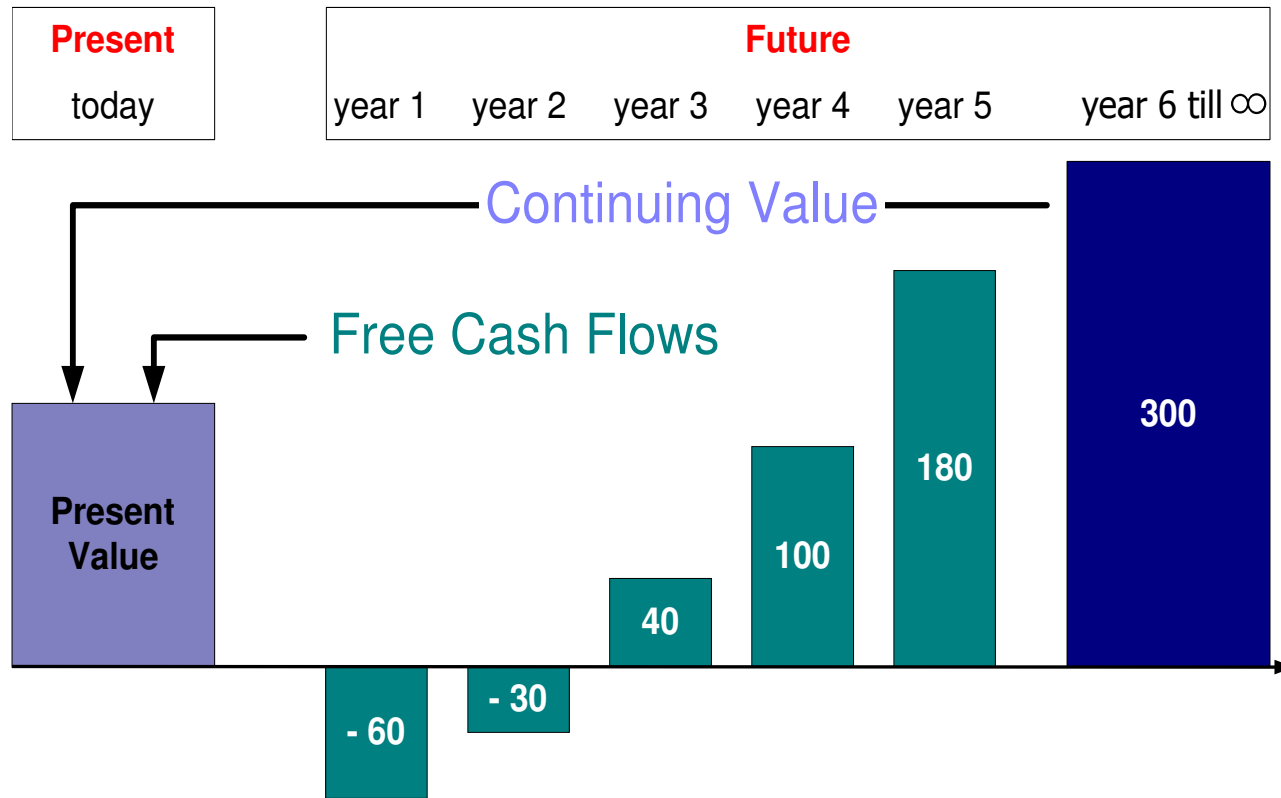 Present
today
Future
year 1 year 2 year 3 year 4 year 5 year 6 till ∞
Continuing Value
Free Cash Flows
Present
Value
- 60
- 30
40
100
180
300